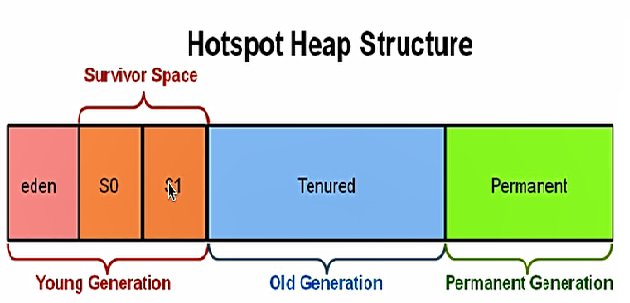 Hotspot Heap Structure
Survivor Space
eden
S0
S1
Tenured
Permanent
Young Generation
Old Generation
Permanent Generation